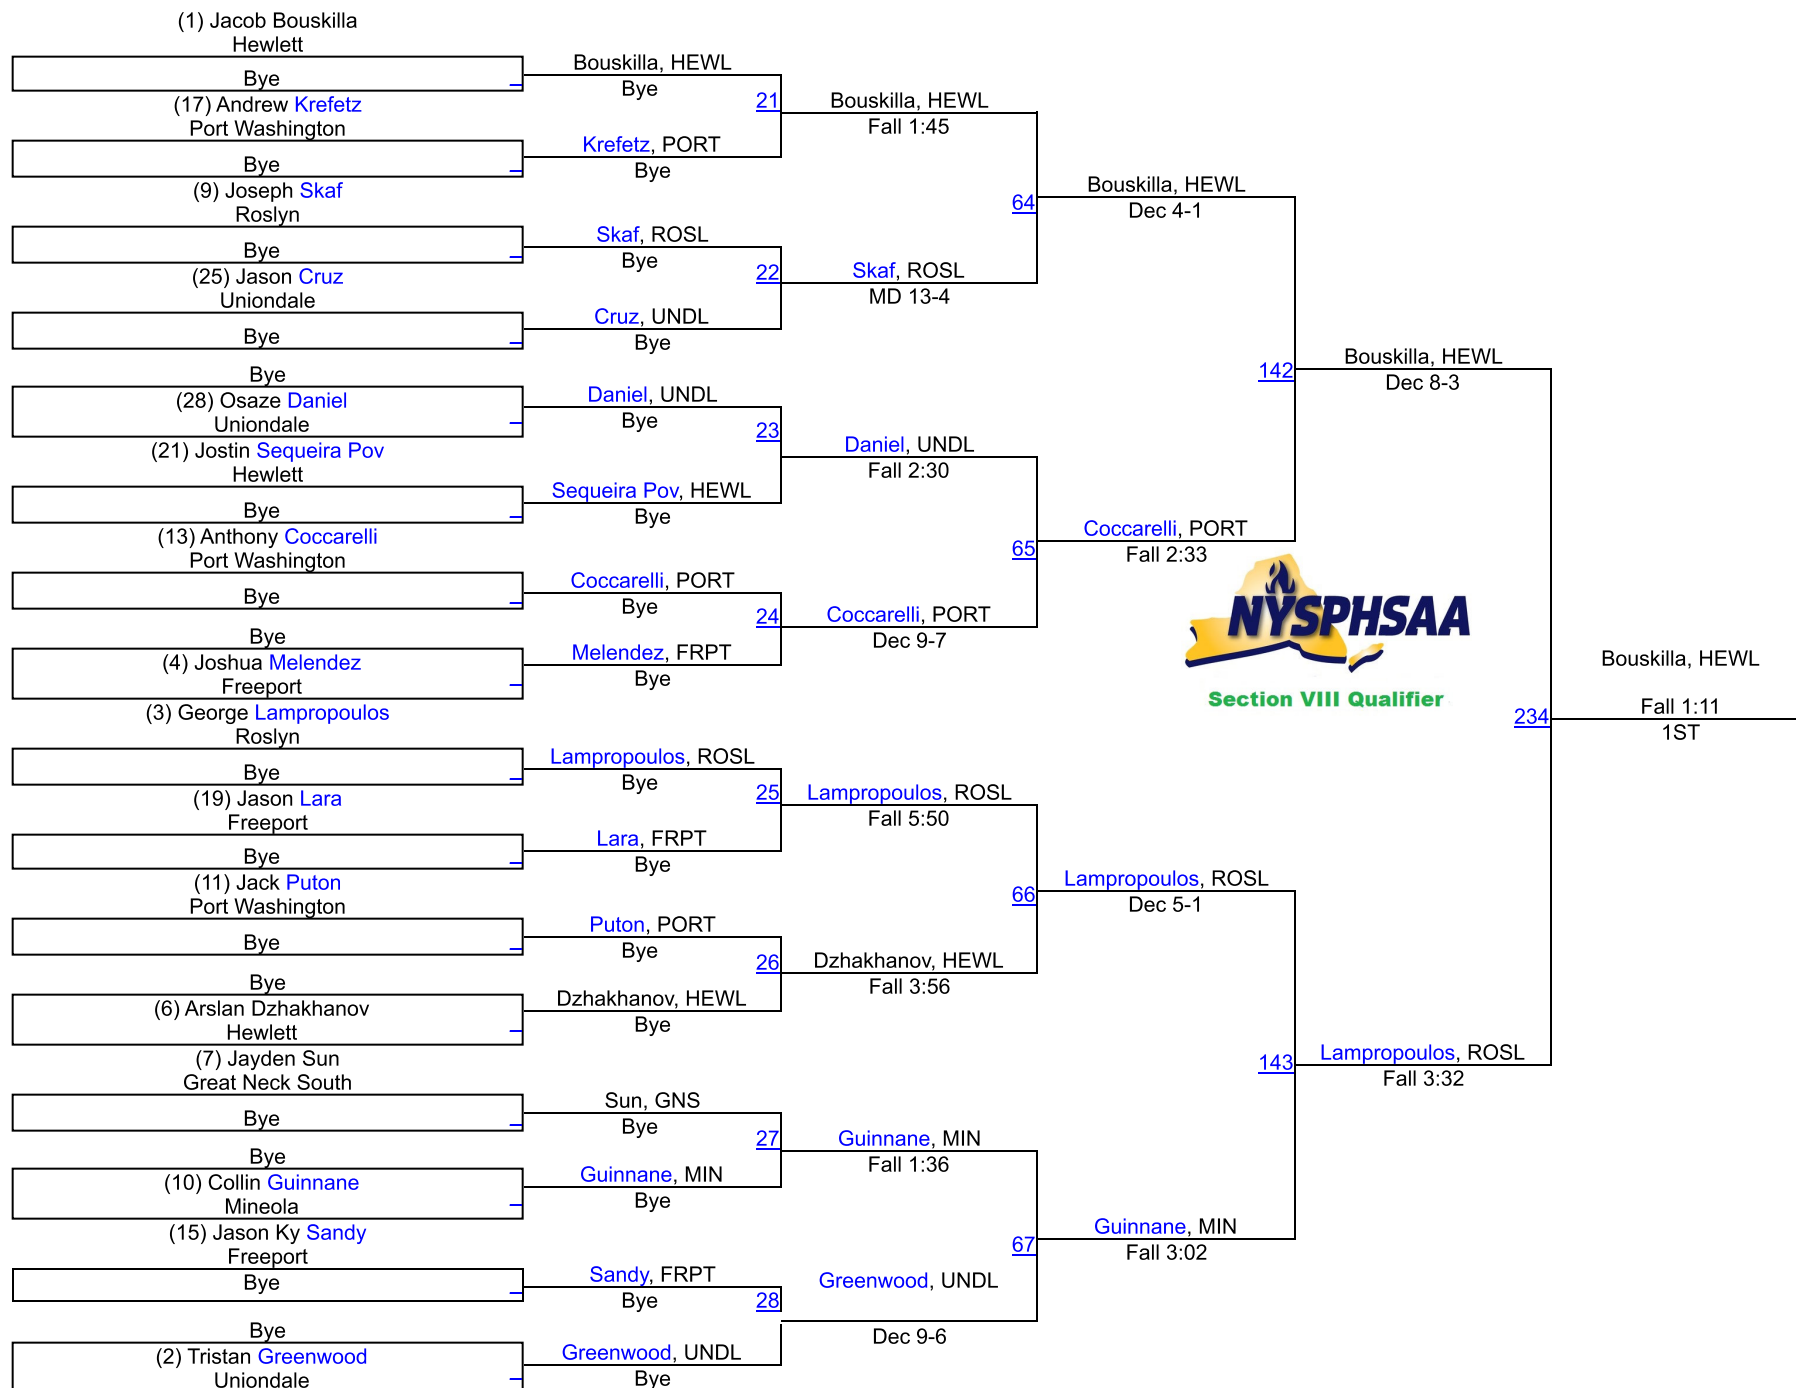 (1) Jacob Bouskilla
Hewlett
Bye
(17) Andrew Krefetz
Port Washington
Bye
(9) Joseph Skaf
Roslyn
Bye
(25) Jason Cruz
Uniondale
Bye
Bye
(28) Osaze Daniel
Uniondale
(21) Jostin Sequeira Pov
Hewlett
Bye
(13) Anthony Coccarelli
Port Washington
Bye
Bye
(4) Joshua Melendez
Freeport
(3) George Lampropoulos
Roslyn
Bye
(19) Jason Lara
Freeport
Bye
(11) Jack Puton
Port Washington
Bye
Bye
(6) Arslan Dzhakhanov
Hewlett
(7) Jayden Sun
Great Neck South
Bye
Bye
(10) Collin Guinnane
Mineola
(15) Jason Ky Sandy
Freeport
Bye
Bye
(2) Tristan Greenwood
Uniondale
Bouskilla, HEWL
Bye
21
Krefetz, PORT
Bye
Skaf, ROSL
Bye
22
Cruz, UNDL
Bye
Daniel, UNDL
Bye
23
Sequeira Pov, HEWL
Bye
Coccarelli, PORT
Bye
24
Melendez, FRPT
Bye
Lampropoulos, ROSL
Bye
25
Lara, FRPT
Bye
Puton, PORT
Bye
26
Dzhakhanov, HEWL
Bye
Sun, GNS
Bye
27
Guinnane, MIN
Bye
Sandy, FRPT
Bye
28
Greenwood, UNDL
Bye
Bouskilla, HEWL
Fall 1:45
64
Skaf, ROSL
MD 13-4
Daniel, UNDL
Fall 2:30
65
Coccarelli, PORT
Dec 9-7
Lampropoulos, ROSL
Fall 5:50
66
Dzhakhanov, HEWL
Fall 3:56
Guinnane, MIN
Fall 1:36
67
Greenwood, UNDL
Dec 9-6
Bouskilla, HEWL
Dec 4-1
142
Coccarelli, PORT
Fall 2:33
NYSPHSAA
Section VIII Qualifier
Lampropoulos, ROSL
Dec 5-1
143
Guinnane, MIN
Fall 3:02
Bouskilla, HEWL
Dec 8-3
234
Lampropoulos, ROSL
Fall 3:32
Bouskilla, HEWL
Fall 1:11
1ST